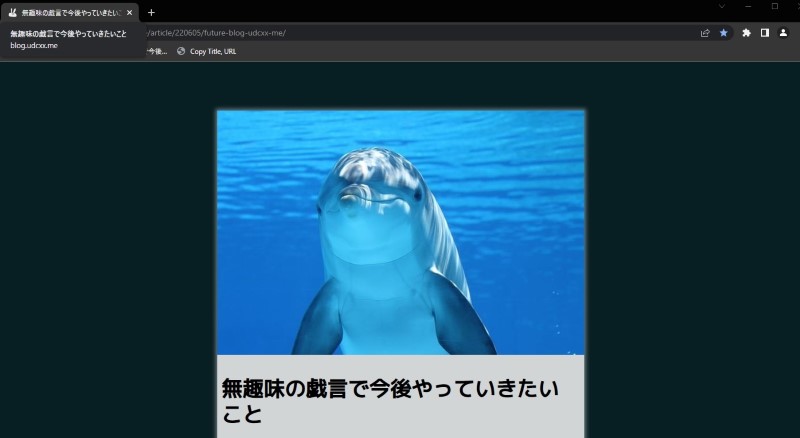 無趣味の戯言で今後やっていきたいこ
無趣味の戯言で今後やっていきたいこと
blog.udcxx.me
/article/220605/future-blog-udcxx-me/
今後...
Copy Title, URL
無趣味の戯言で今後やっていきたい
こと